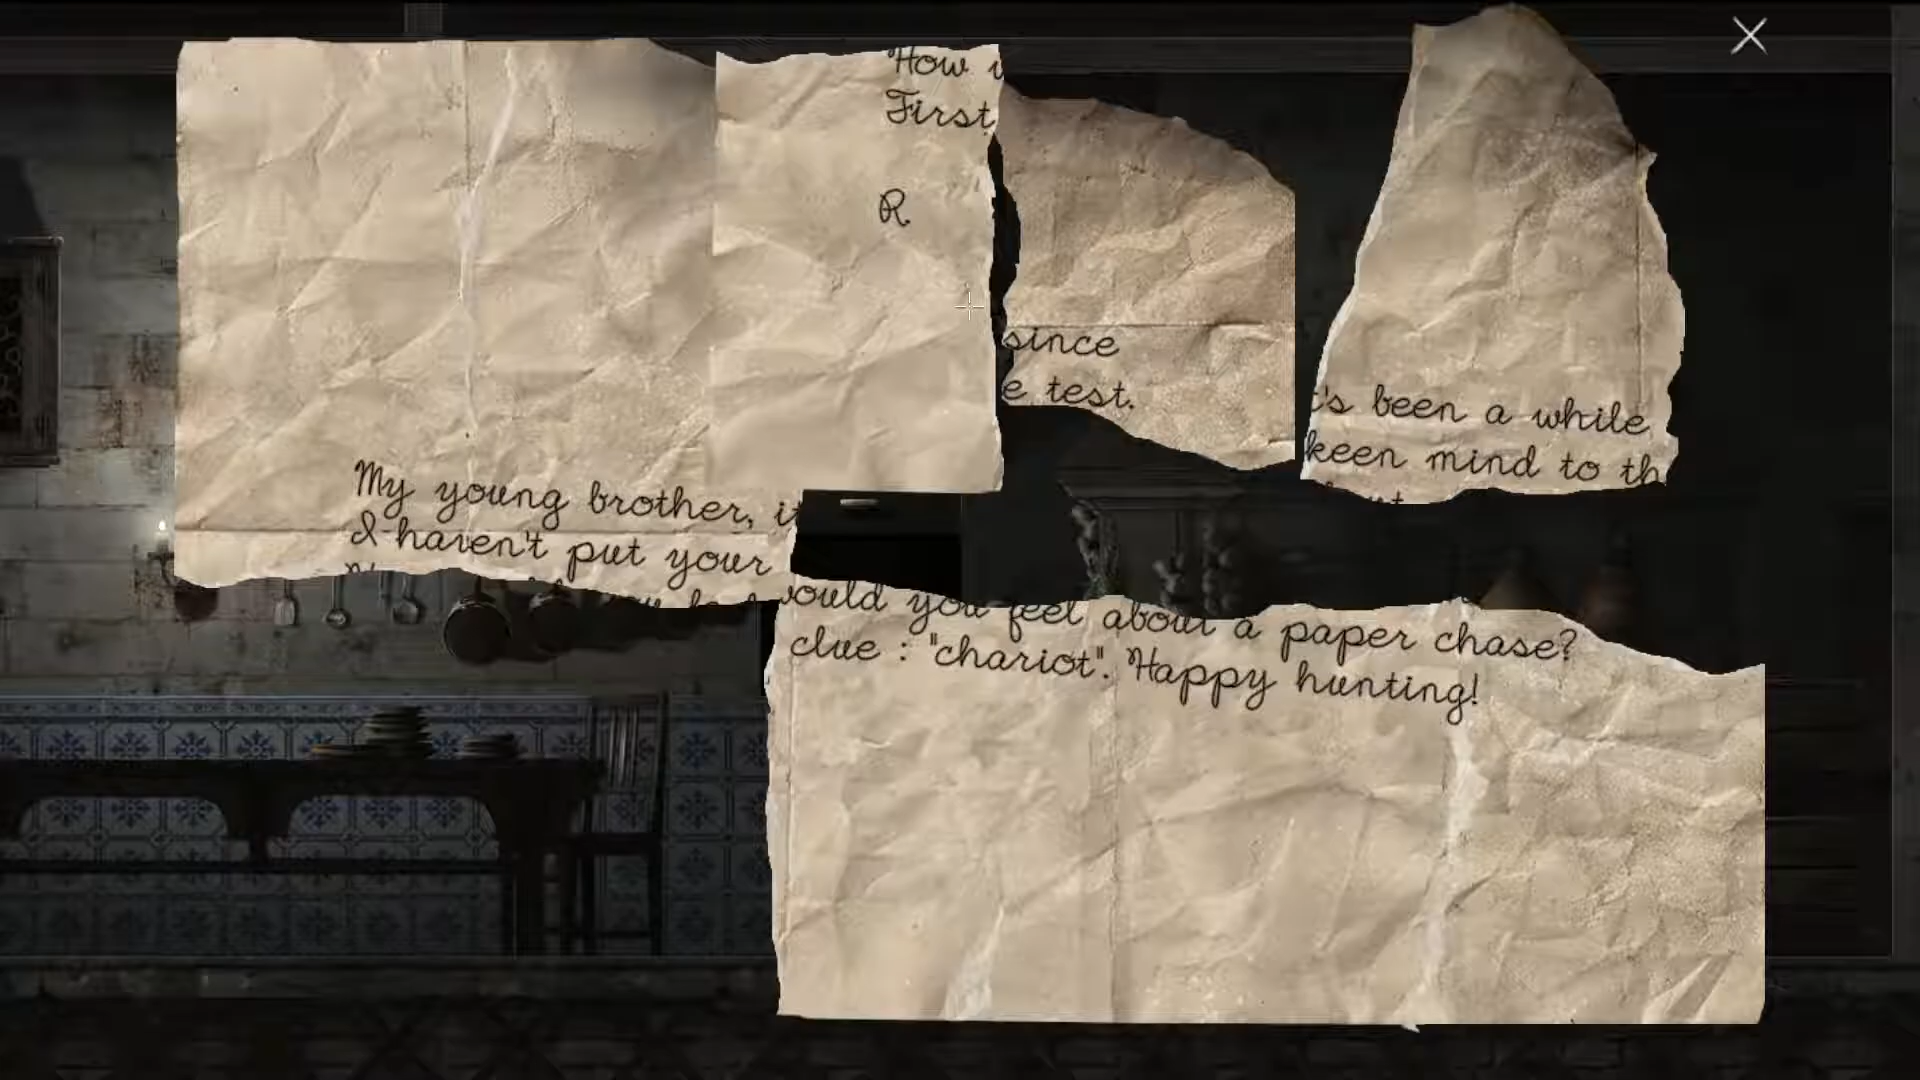 How
First
R.
since
e test.
t's been a while
keen mind to th
My young brother, it
I haven't put your
would you feel about a paper chase?
clue : "chariot". Happy hunting!